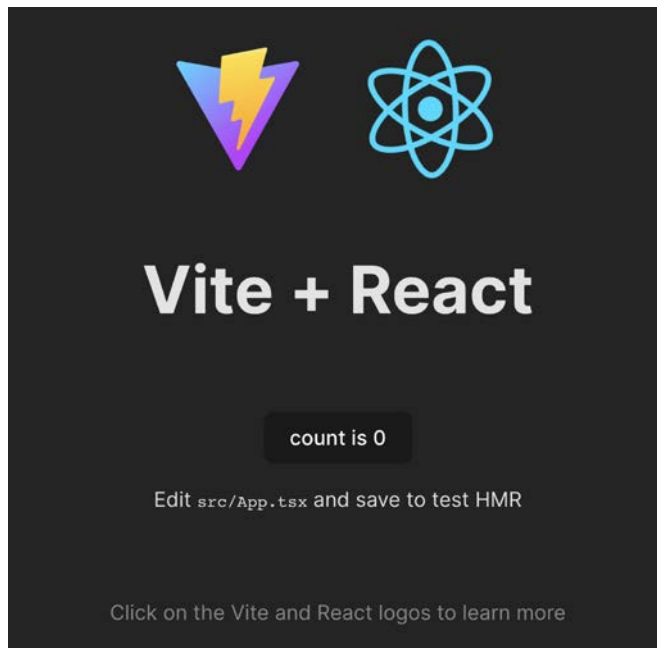 Vite + React
count is 0
Edit src/App.tsx and save to test HMR
Click on the Vite and React logos to learn more